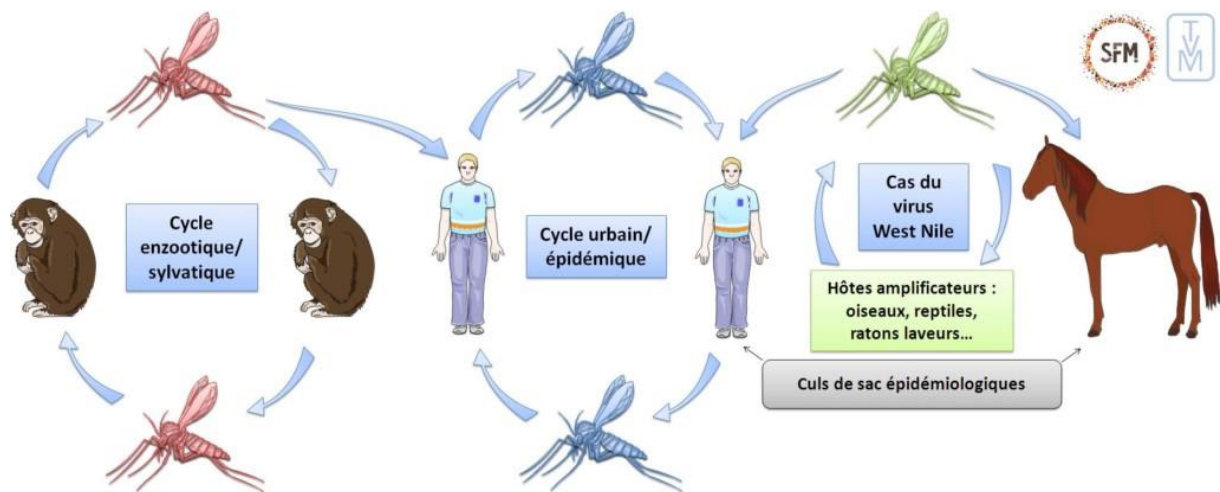 SFM
TVM
Cycle
enzootique/
sylvatique
Cycle urbain/
épidémique
Cas du
virus
West Nile
Hôtes amplificateurs :
oiseaux, reptiles,
ratons laveurs...
Culs de sac épidémiologiques